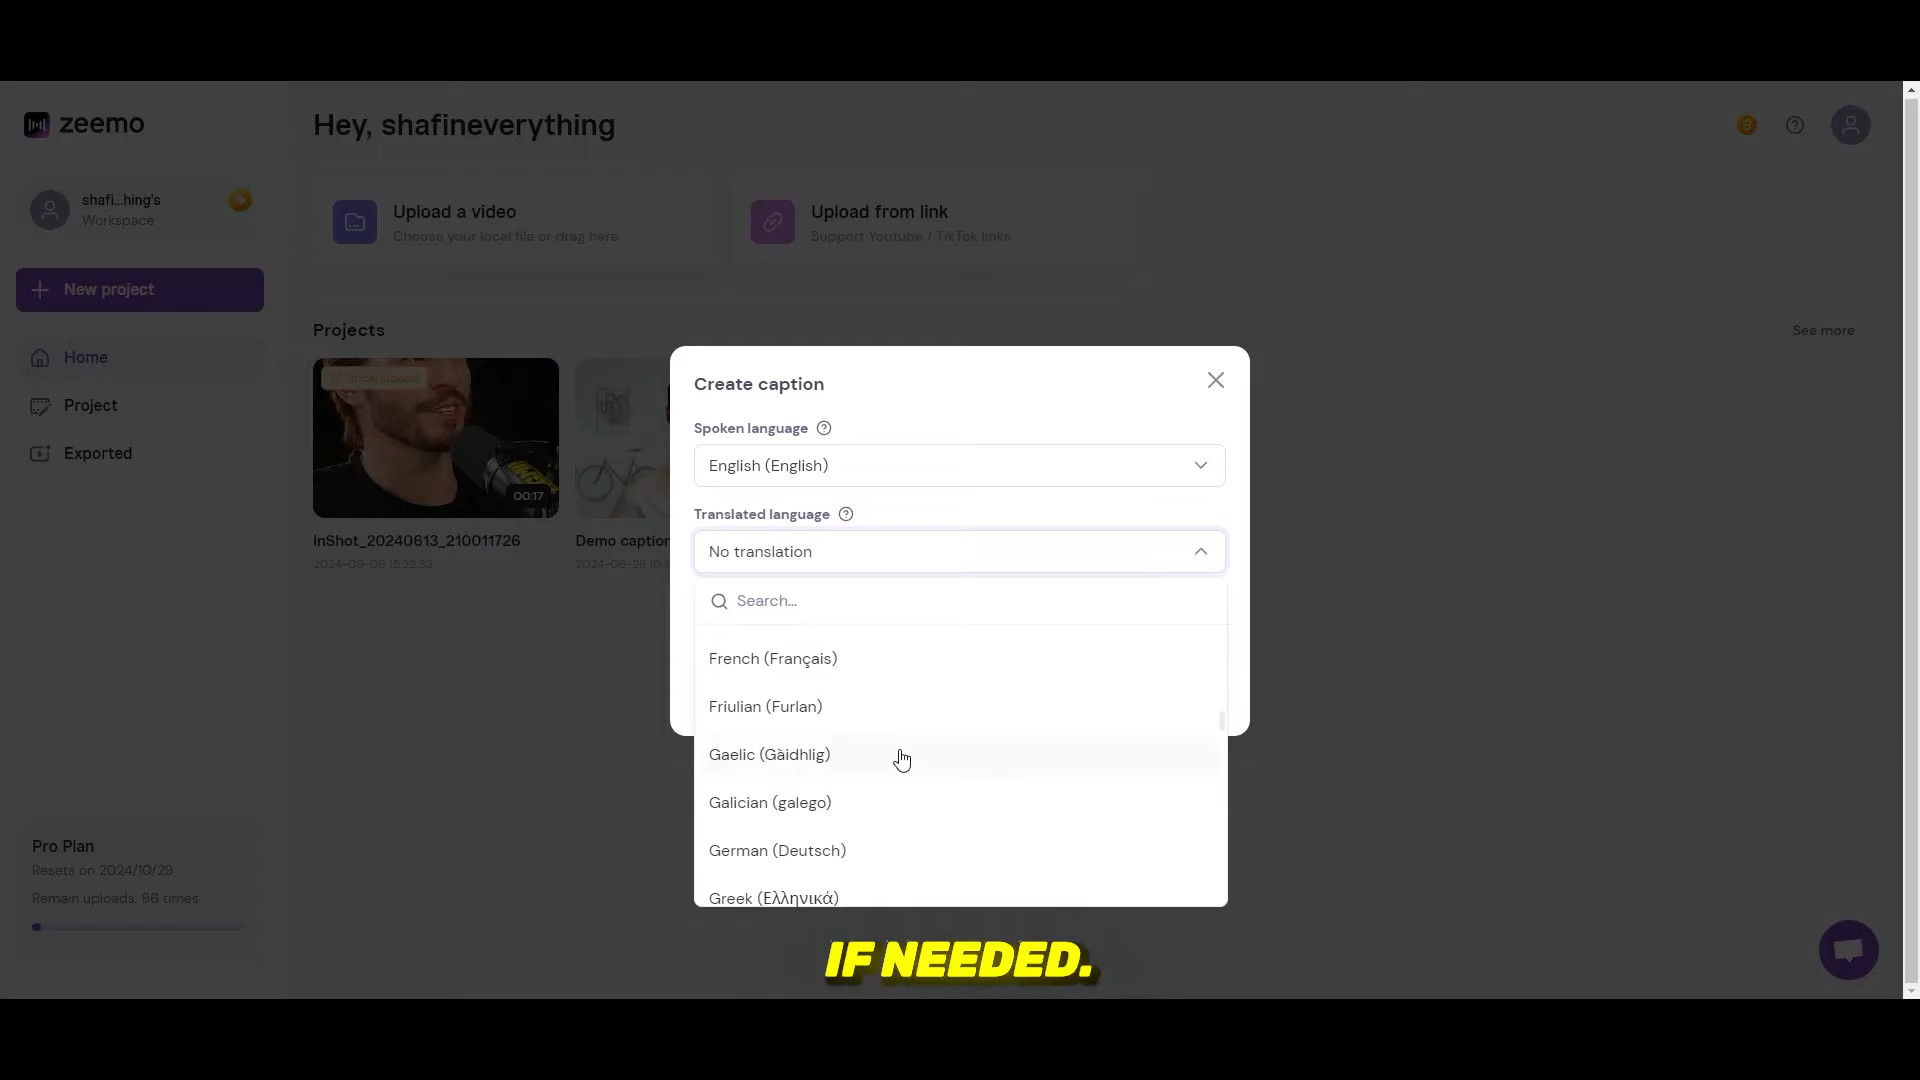 zeemo
Hey, shafineverything
shafi...hing's
Workspace
Upload a video
Choose your local file or drag here
Upload from link
Support Youtube / TikTok links
New project
Projects
See more
Home
Project
Exported
Uncaptioned
00:17
InShot_20240613_210011726
2024-09-06 15:22:33
Demo caption
Create caption
Spoken language
English (English)
Translated language
No translation
Search...
French (Français)
Friulian (Furlan)
Gaelic (Gàidhlig)
Galician (galego)
German (Deutsch)
Greek (Ελληνικά)
Pro Plan
Resets on 2024/10/29
Remain uploads: 96 times
IF NEEDED.